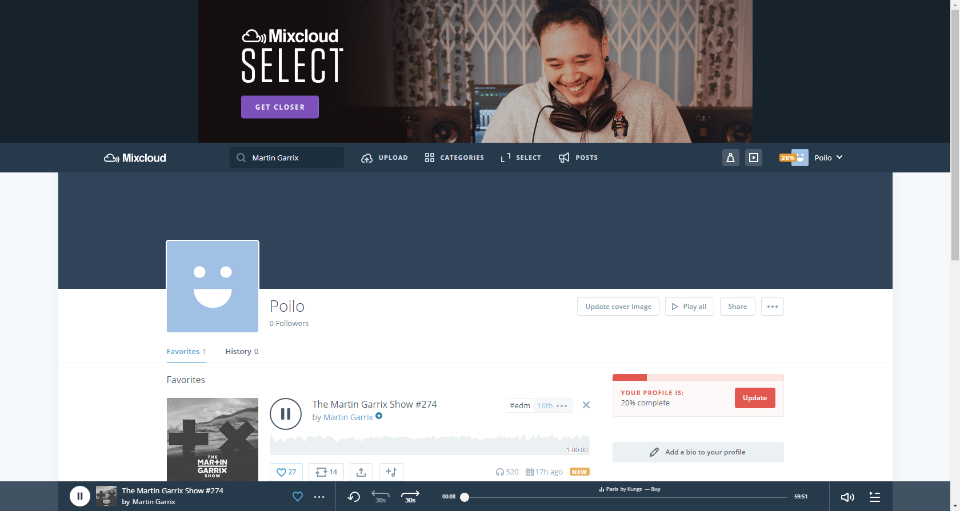 Mixcloud
SELECT
GET CLOSER
Mixcloud
Martin Garrix
UPLOAD
CATEGORIES
SELECT
POSTS
20%
Poilo
Poilo
0 Followers
Update cover image
Play all
Share
Favorites 1
History 0
Favorites
The Martin Garrix Show #274
by Martin Garrix
#edm
16th
-1:00:00
27
14
520
17h ago
NEW
THE
MARTIN
GARRIX
SHOW
YOUR PROFILE IS:
20% complete
Update
Add a bio to your profile
The Martin Garrix Show #274
by Martin Garrix
30s
30s
00:08
Paris by Kungs — Buy
-59:51